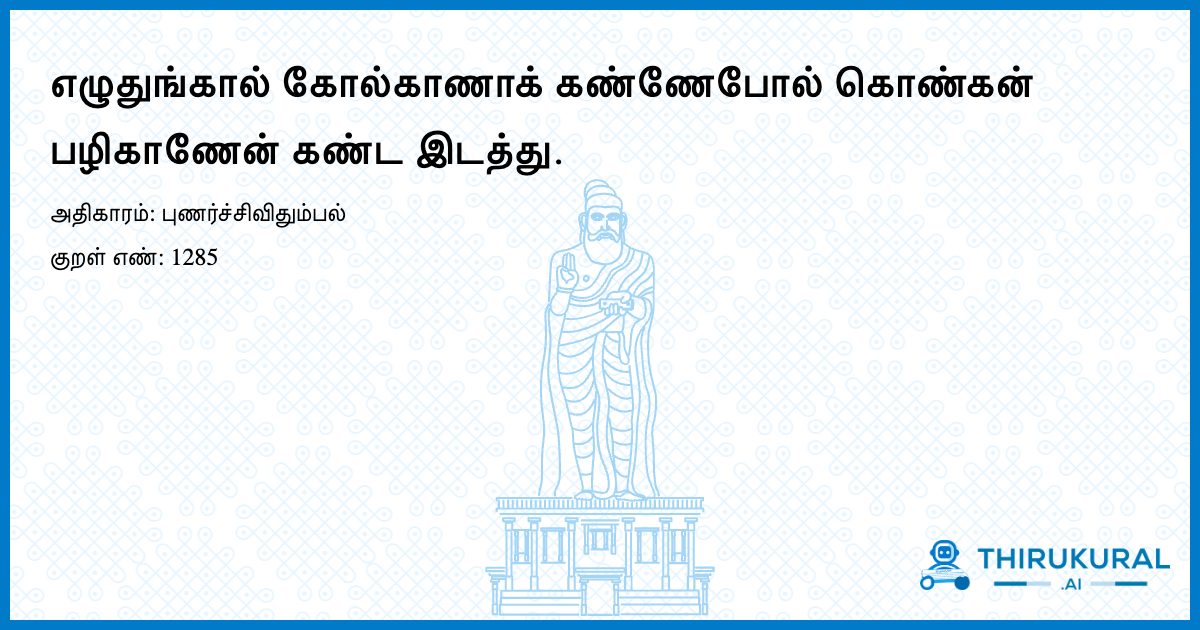 எழுதுங்கால் கோல்காணாக் கண்ணேபோல் கொண்கன்
பழிகாணேன் கண்ட இடத்து.
அதிகாரம்: புணர்ச்சிவிதும்பல்
குறள் எண்: 1285
THIRUKURAL
.AI